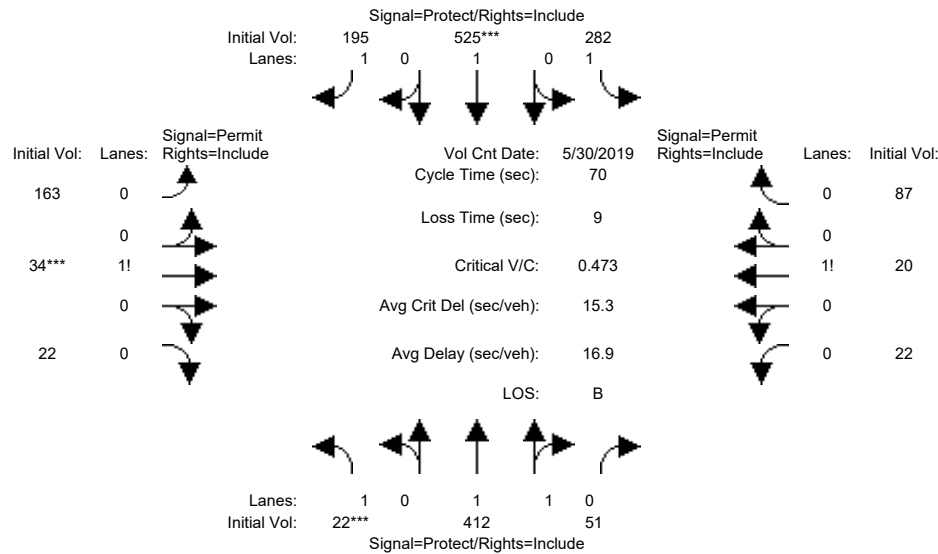 Signal=Protect/Rights=Include
Initial Vol: 195 525*** 282
Lanes: 1 0 1 0 1
Signal=Permit
Initial Vol: Lanes: Rights=Include
Vol Cnt Date: 5/30/2019
Signal=Permit
Rights=Include Lanes: Initial Vol:
Cycle Time (sec): 70
163 0
0 87
Loss Time (sec): 9
0
0
34*** 1!
Critical V/C: 0.473
1! 20
0
Avg Crit Del (sec/veh): 15.3
0
22 0
Avg Delay (sec/veh): 16.9
0 22
LOS: B
Lanes: 1 0 1 1 0
Initial Vol: 22*** 412 51
Signal=Protect/Rights=Include